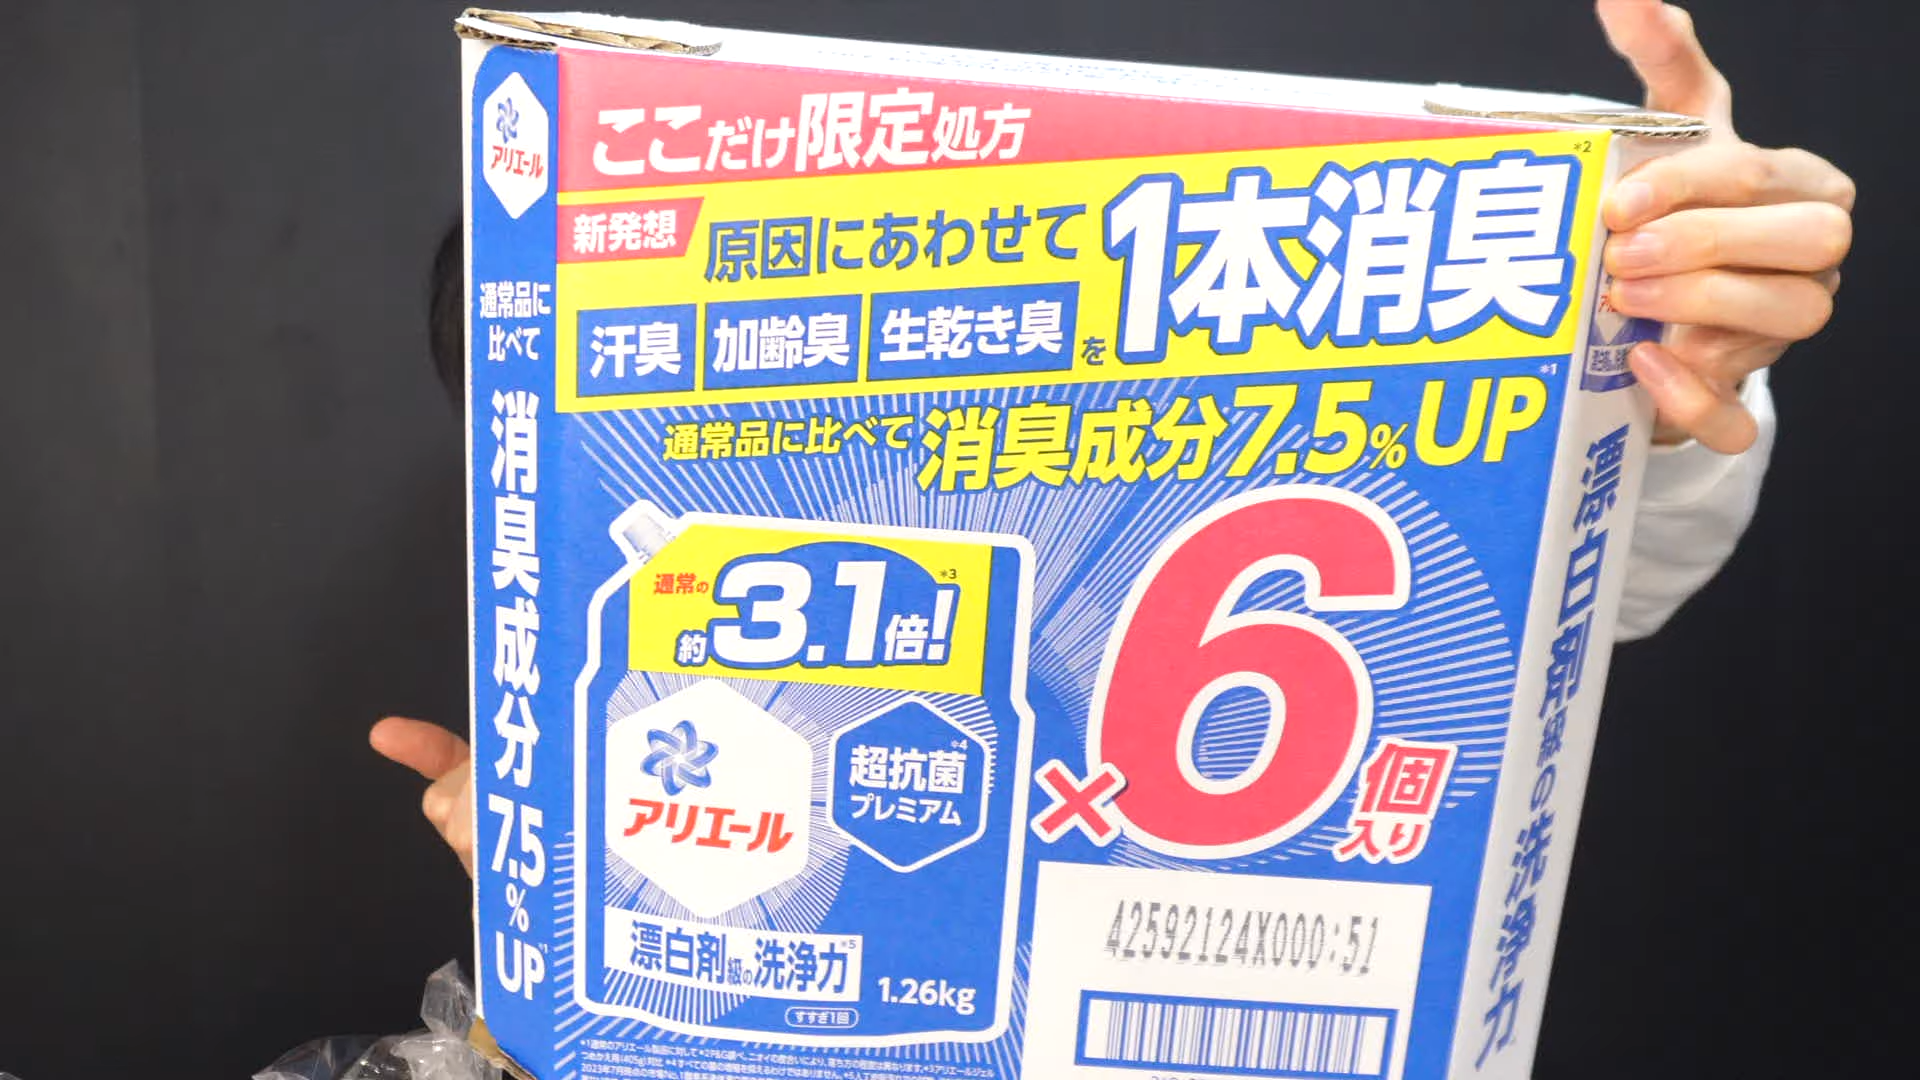 アリエール
通常品に
比べて
消臭成分7.5%UP
ここだけ限定処方
新発想
原因にあわせて
1本消臭
*2
汗臭
加齢臭
生乾き臭
を
通常品に比べて消臭成分7.5%UP
*1
通常の
約3.1倍!
*3
アリエール
超抗菌
*4
プレミアム
漂白剤級の洗浄力
*5
1.26kg
すすぎ1回
×6個
入り
42592124X000:51
漂白剤級の洗浄力